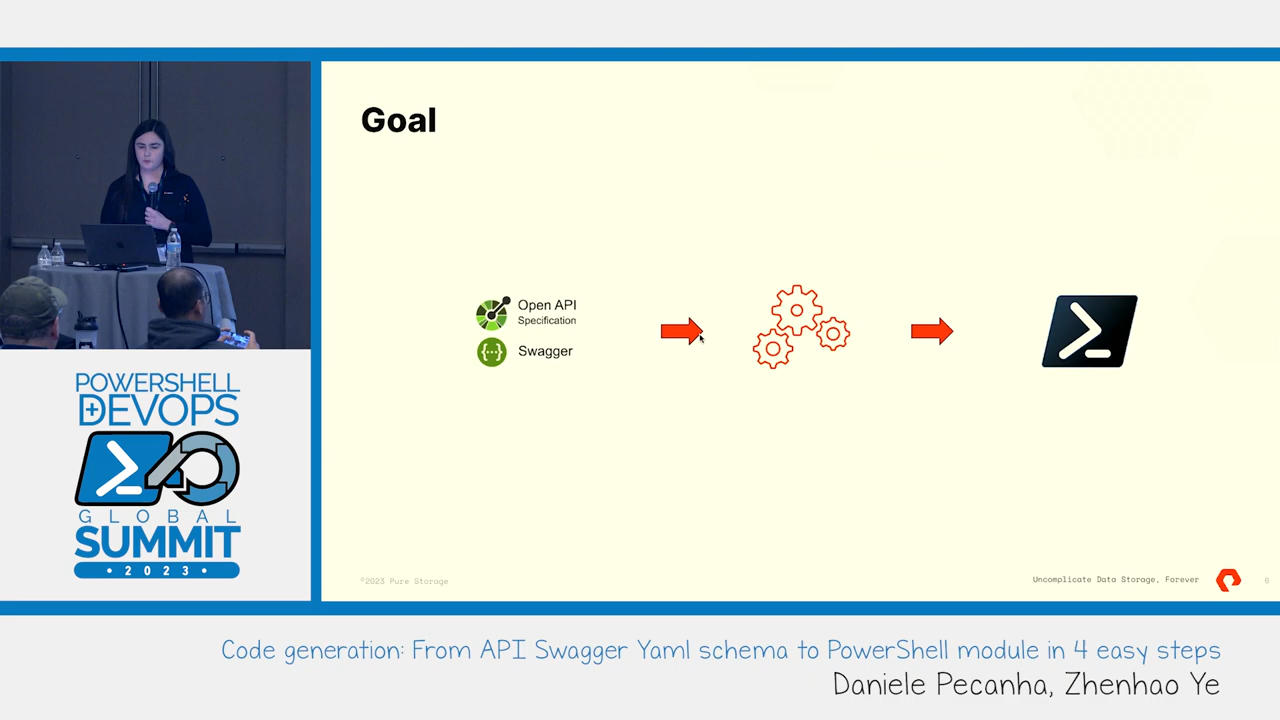 Goal
Open API
Specification
Swagger
©2023 Pure Storage
Uncomplicate Data Storage, Forever
6
POWERSHELL
+DEVOPS
GLOBAL
SUMMIT
• 2023 •
Code generation: From API Swagger Yaml schema to PowerShell module in 4 easy steps
Daniele Pecanha, Zhenhao Ye